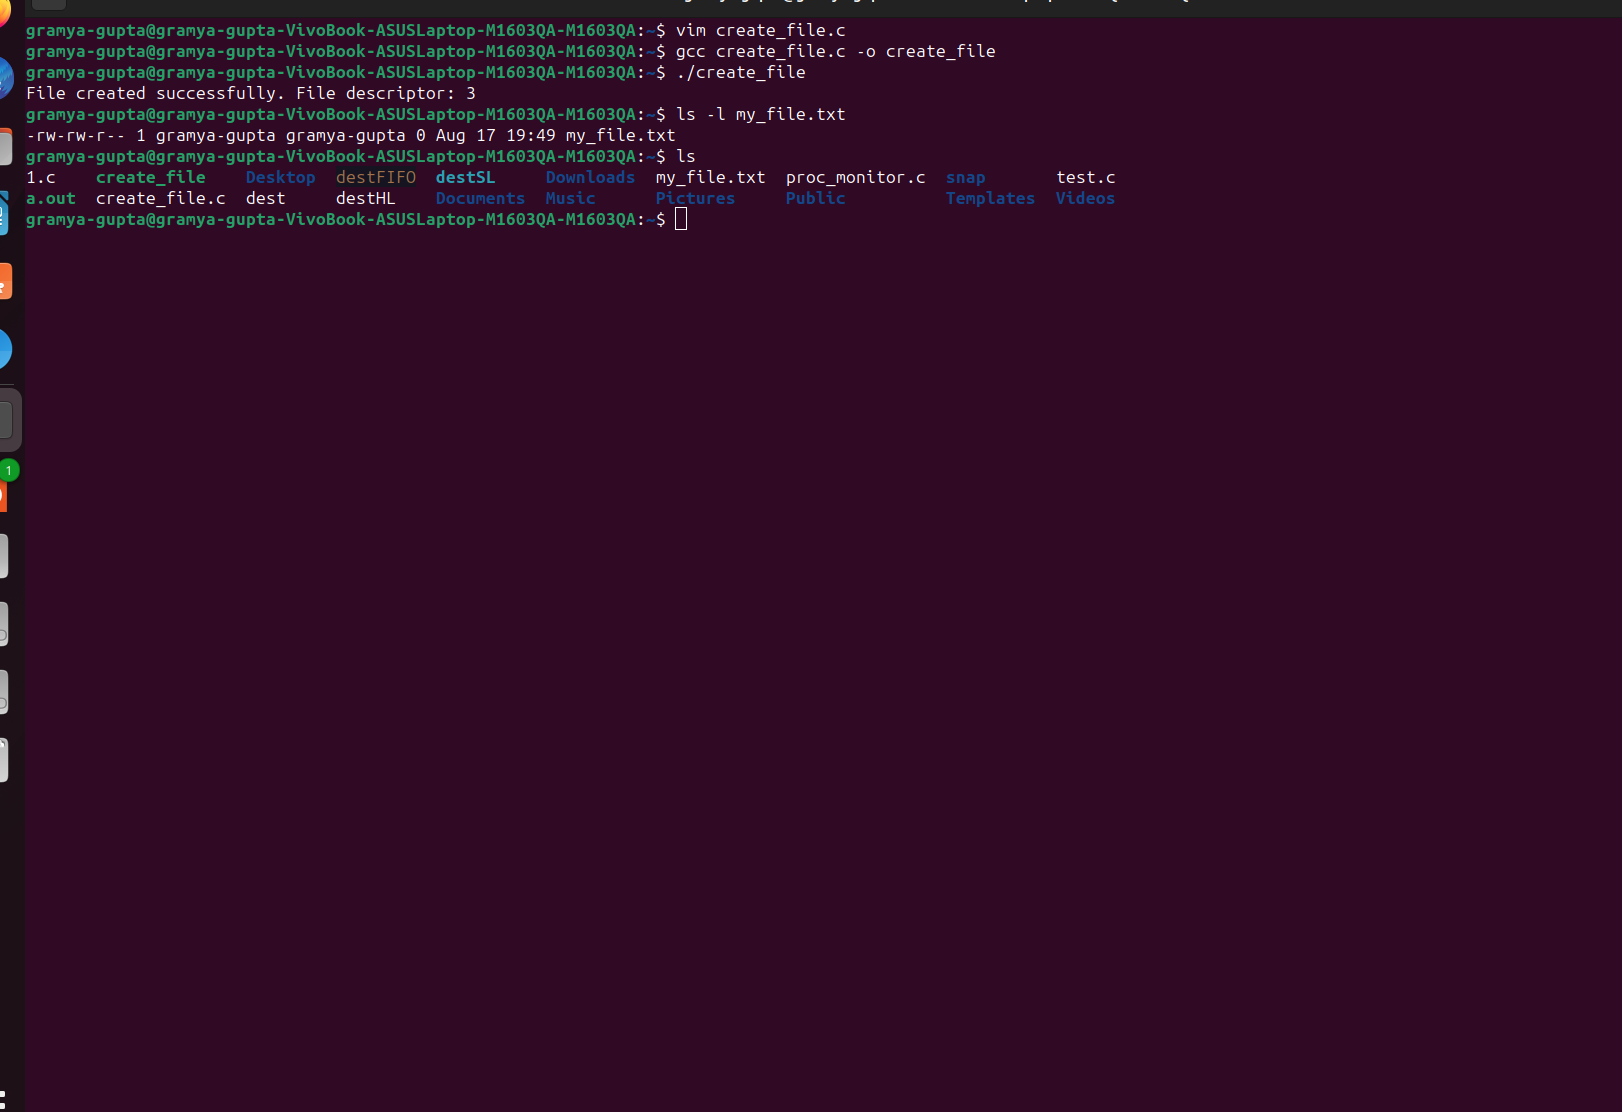 gramya-gupta@gramya-gupta-VivoBook-ASUSLaptop-M1603QA-M1603QA:~$ vim create_file.c
gramya-gupta@gramya-gupta-VivoBook-ASUSLaptop-M1603QA-M1603QA:~$ gcc create_file.c -o create_file
gramya-gupta@gramya-gupta-VivoBook-ASUSLaptop-M1603QA-M1603QA:~$ ./create_file
File created successfully. File descriptor: 3
gramya-gupta@gramya-gupta-VivoBook-ASUSLaptop-M1603QA-M1603QA:~$ ls -l my_file.txt
-rw-rw-r-- 1 gramya-gupta gramya-gupta 0 Aug 17 19:49 my_file.txt
gramya-gupta@gramya-gupta-VivoBook-ASUSLaptop-M1603QA-M1603QA:~$ ls
1.c    create_file    Desktop  destFIFO  destSL     Downloads  my_file.txt  proc_monitor.c  snap       test.c
a.out  create_file.c  dest     destHL    Documents  Music      Pictures     Public          Templates  Videos
gramya-gupta@gramya-gupta-VivoBook-ASUSLaptop-M1603QA-M1603QA:~$
1